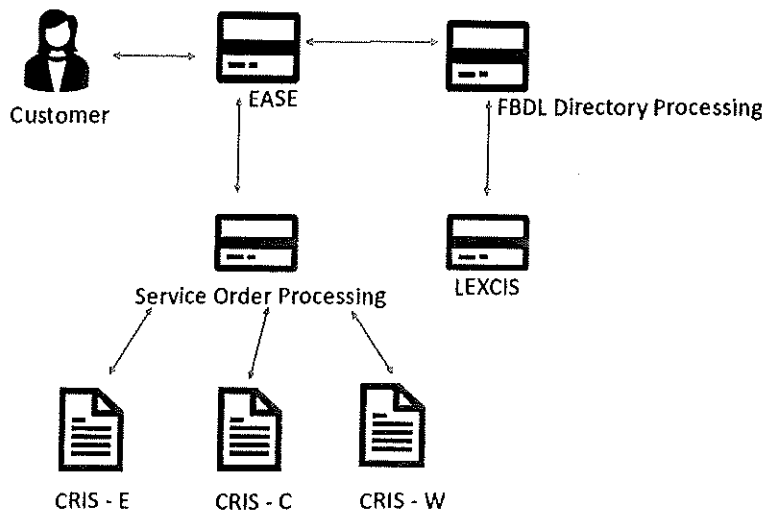 EASE
Customer
FBDL Directory Processing
Service Order Processing
LEXCIS
CRIS - E
CRIS - C
CRIS - W